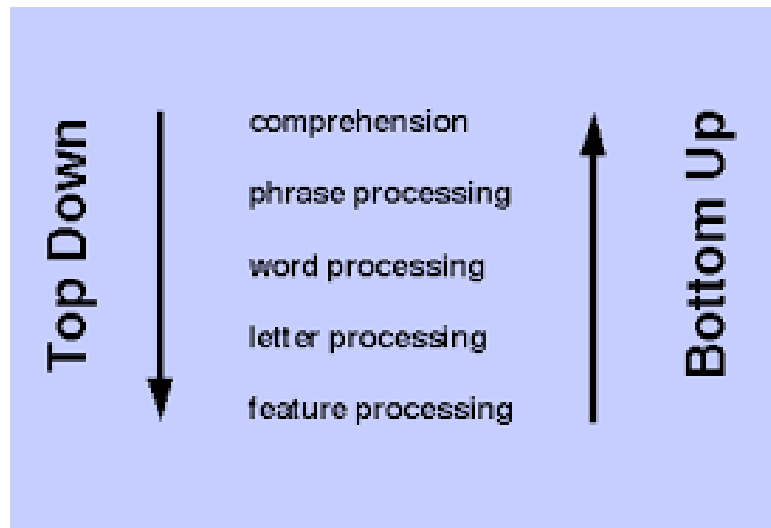 Top Down
comprehension
phrase processing
word processing
letter processing
feature processing
Bottom Up